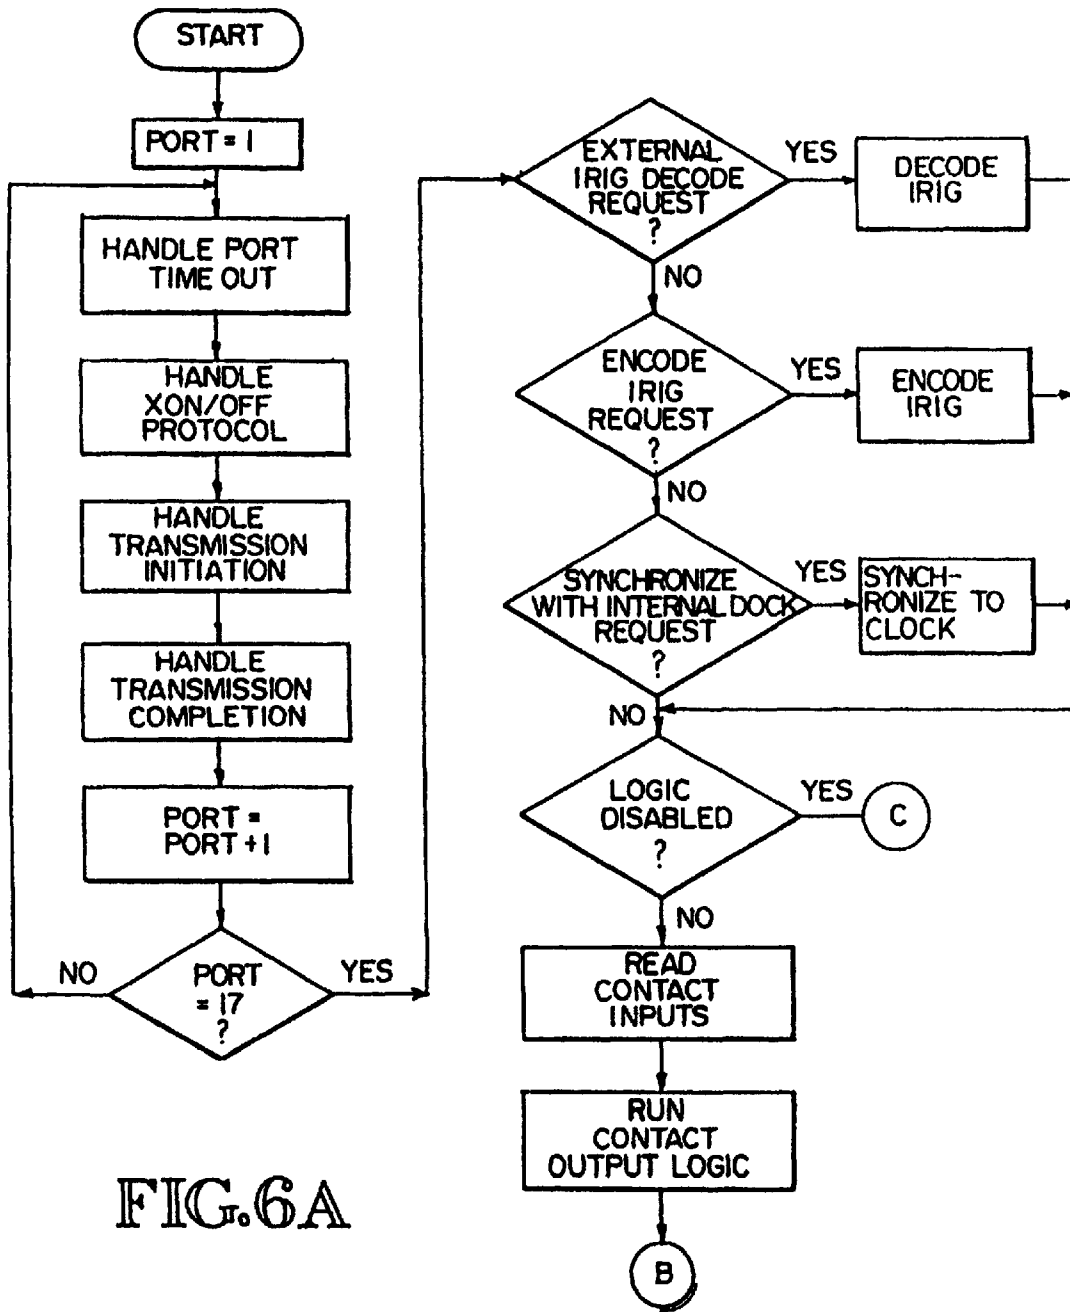 START
PORT = 1
HANDLE PORT
TIME OUT
HANDLE
XON/OFF
PROTOCOL
HANDLE
TRANSMISSION
INITIATION
HANDLE
TRANSMISSION
COMPLETION
PORT =
PORT +1
NO
PORT
= 17
?
YES
EXTERNAL
IRIG DECODE
REQUEST
?
YES
DECODE
IRIG
NO
ENCODE
IRIG
REQUEST
?
YES
ENCODE
IRIG
NO
SYNCHRONIZE
WITH INTERNAL DOCK
REQUEST
?
YES
SYNCH-
RONIZE TO
CLOCK
NO
LOGIC
DISABLED
?
YES
C
NO
READ
CONTACT
INPUTS
RUN
CONTACT
OUTPUT LOGIC
B
FIG.6A